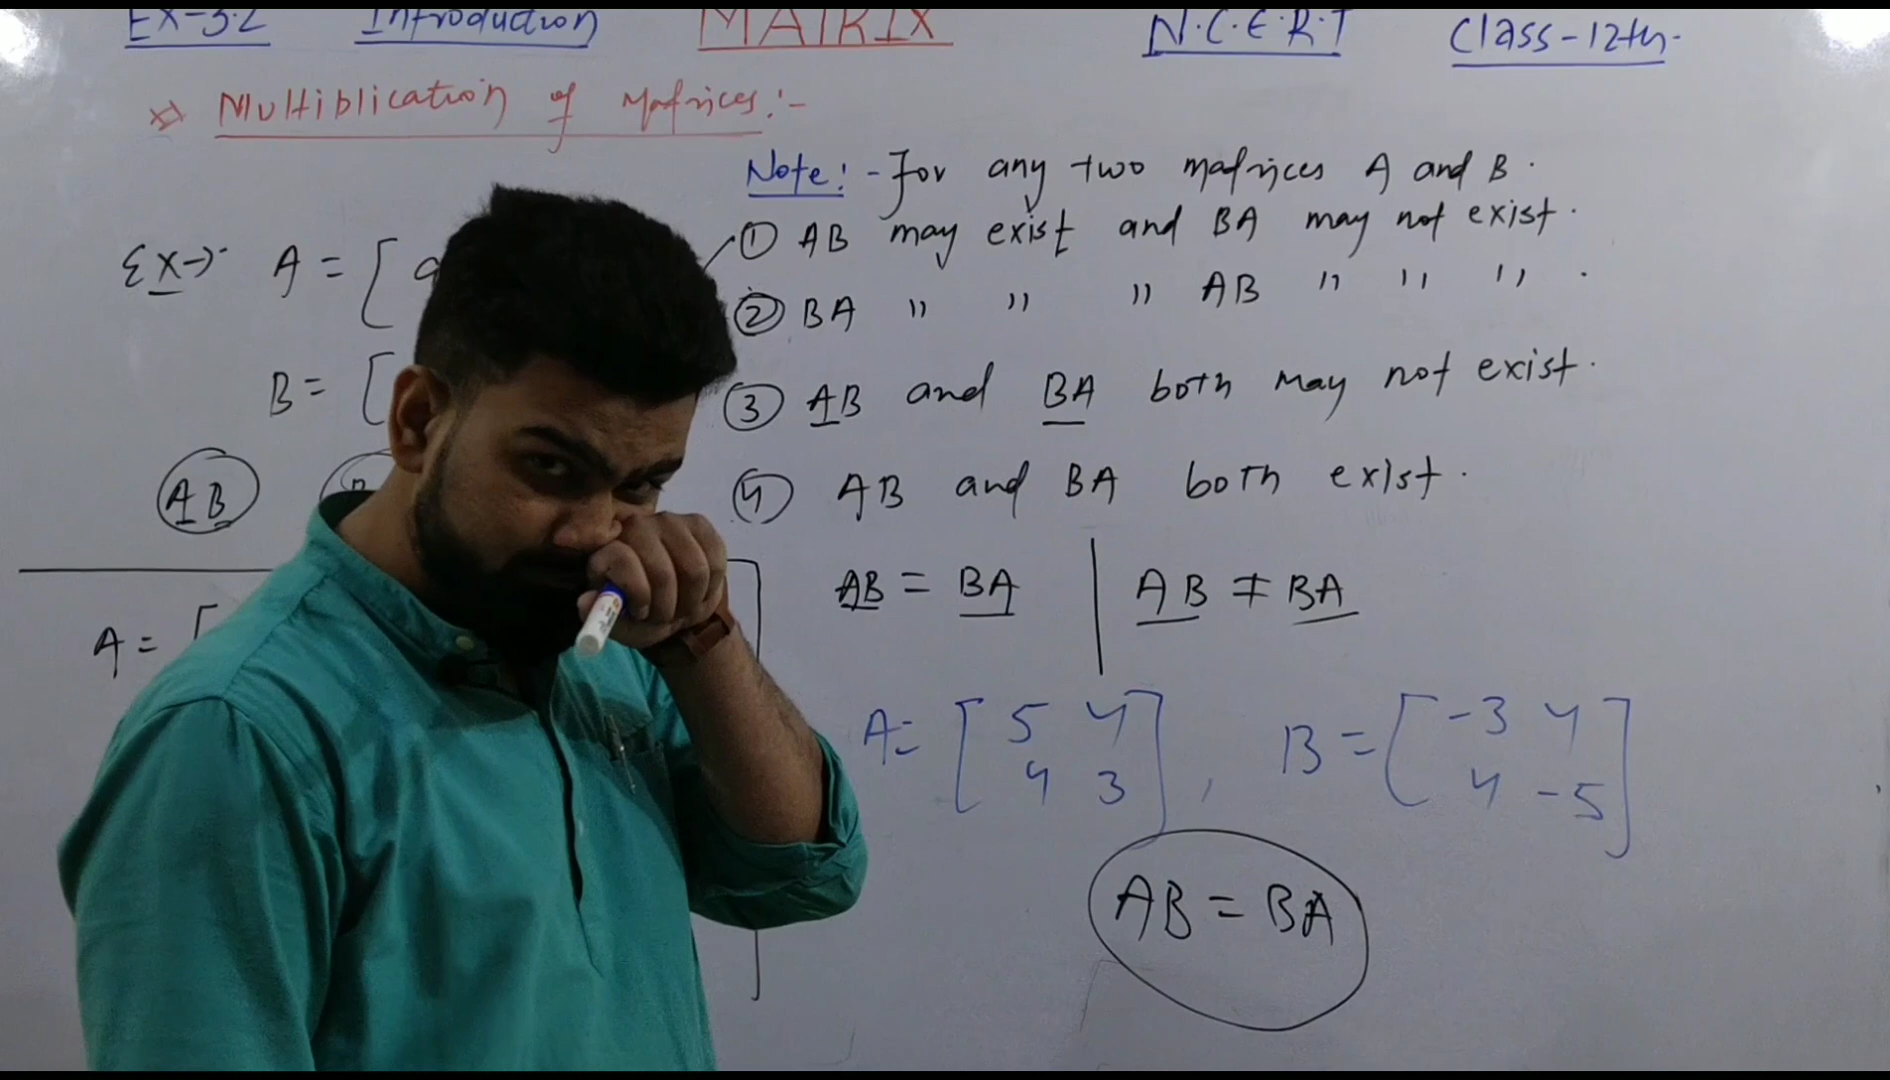 Ex-3.2 Introduction MATRIX N.C.E.R.T Class-12th.
Multiplication of Matrices:-
Note:- For any two matrices A and B.
① AB may exist and BA may not exist.
② BA " " " AB " " " .
③ AB and BA both may not exist.
④ AB and BA both exist.
AB = BA | AB ≠ BA
A= [ 5 4
4 3 ] , B = [ -3 4
4 -5 ]
AB = BA
Ex→ A = [ a
B = [
AB
A = [